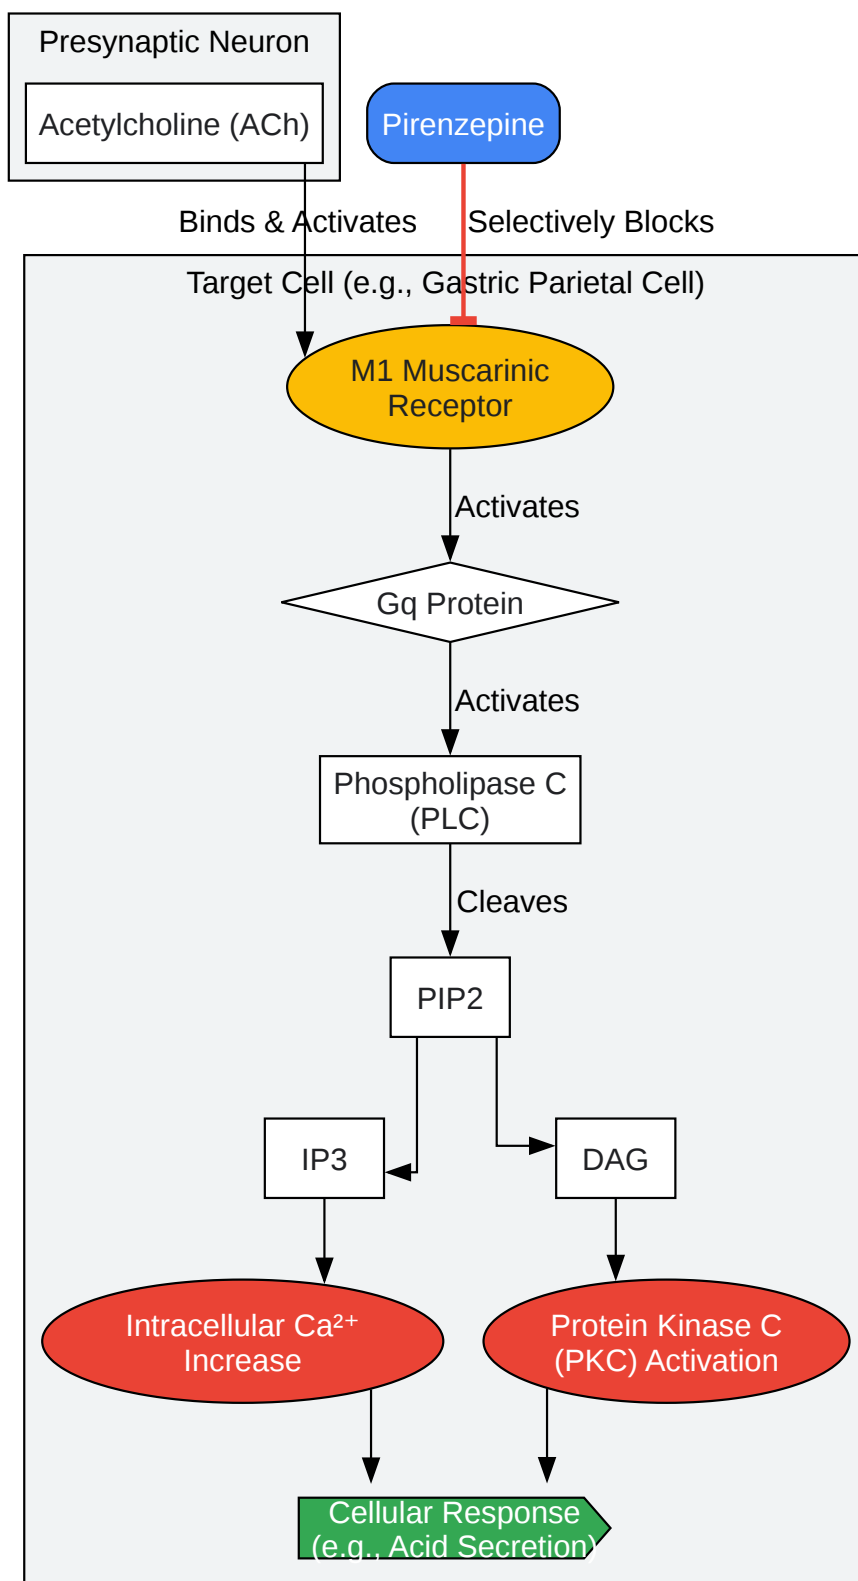 Presynaptic Neuron
Acetylcholine (ACh)
Pirenzepine
Binds & Activates
Selectively Blocks
Target Cell (e.g., Gastric Parietal Cell)
M1 Muscarinic
Receptor
Activates
Gq Protein
Activates
Phospholipase C
(PLC)
Cleaves
PIP2
IP3
DAG
Intracellular Ca²⁺
Increase
Protein Kinase C
(PKC) Activation
Cellular Response
(e.g., Acid Secretion)